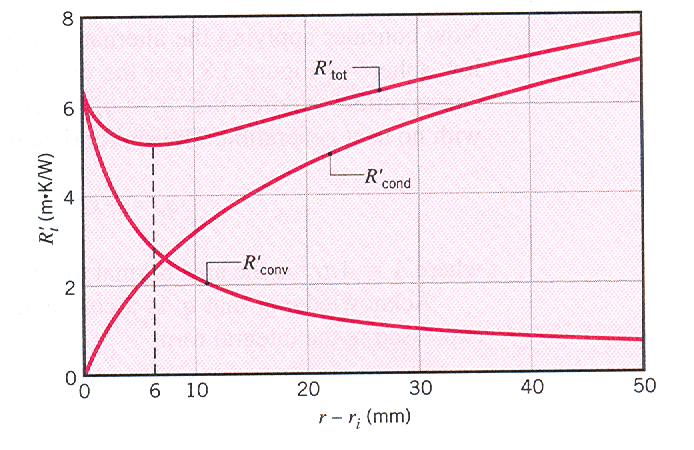 8
R′tot
6
R′cond
R′i (m•K/W)
4
R′conv
2
0
0 6 10 20 30 40 50
r – ri (mm)